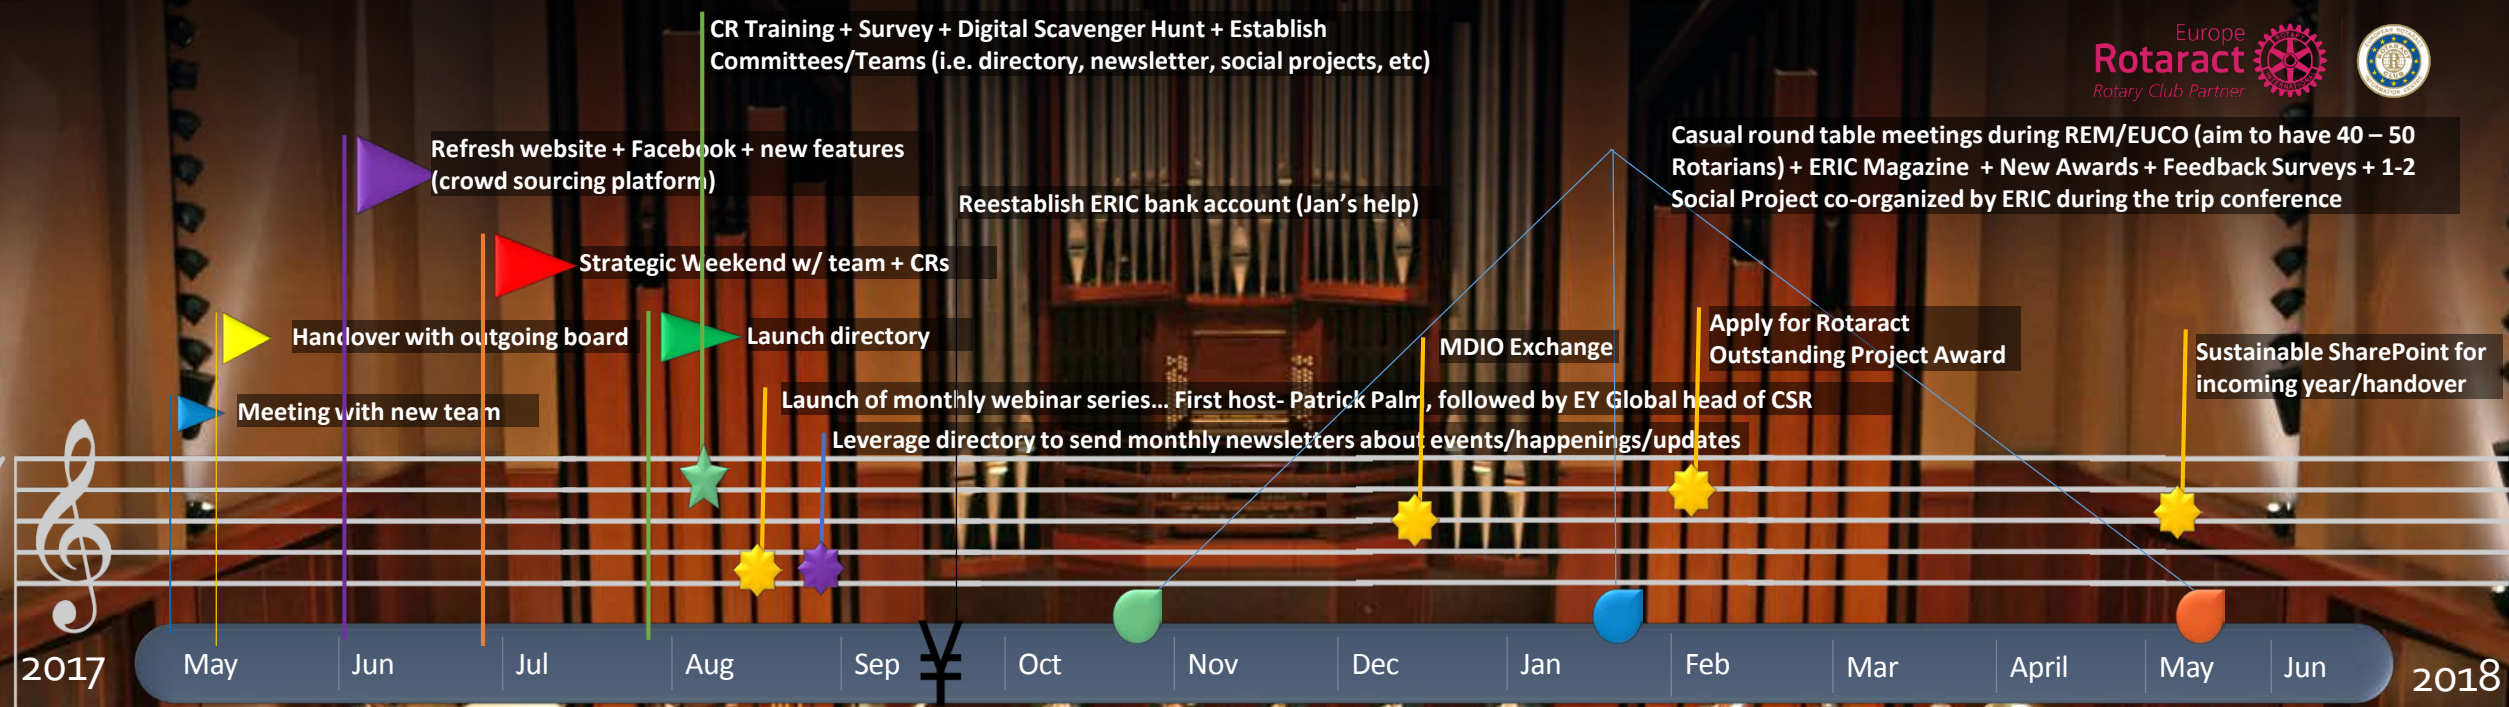 CR Training + Survey + Digital Scavenger Hunt + Establish
Committees/Teams (i.e. directory, newsletter, social projects, etc)
Europe
Rotaract
Rotary Club Partner
Refresh website + Facebook + new features
(crowd sourcing platform)
Casual round table meetings during REM/EUCO (aim to have 40 – 50
Rotarians) + ERIC Magazine + New Awards + Feedback Surveys + 1-2
Social Project co-organized by ERIC during the trip conference
Reestablish ERIC bank account (Jan's help)
Strategic Weekend w/ team + CRs
Handover with outgoing board
Launch directory
MDIO Exchange
Apply for Rotaract
Outstanding Project Award
Sustainable SharePoint for
incoming year/handover
Meeting with new team
Launch of monthly webinar series... First host- Patrick Palm, followed by EY Global head of CSR
Leverage directory to send monthly newsletters about events/happenings/updates
2017
May
Jun
Jul
Aug
Sep
¥
Oct
Nov
Dec
Jan
Feb
Mar
April
May
Jun
2018